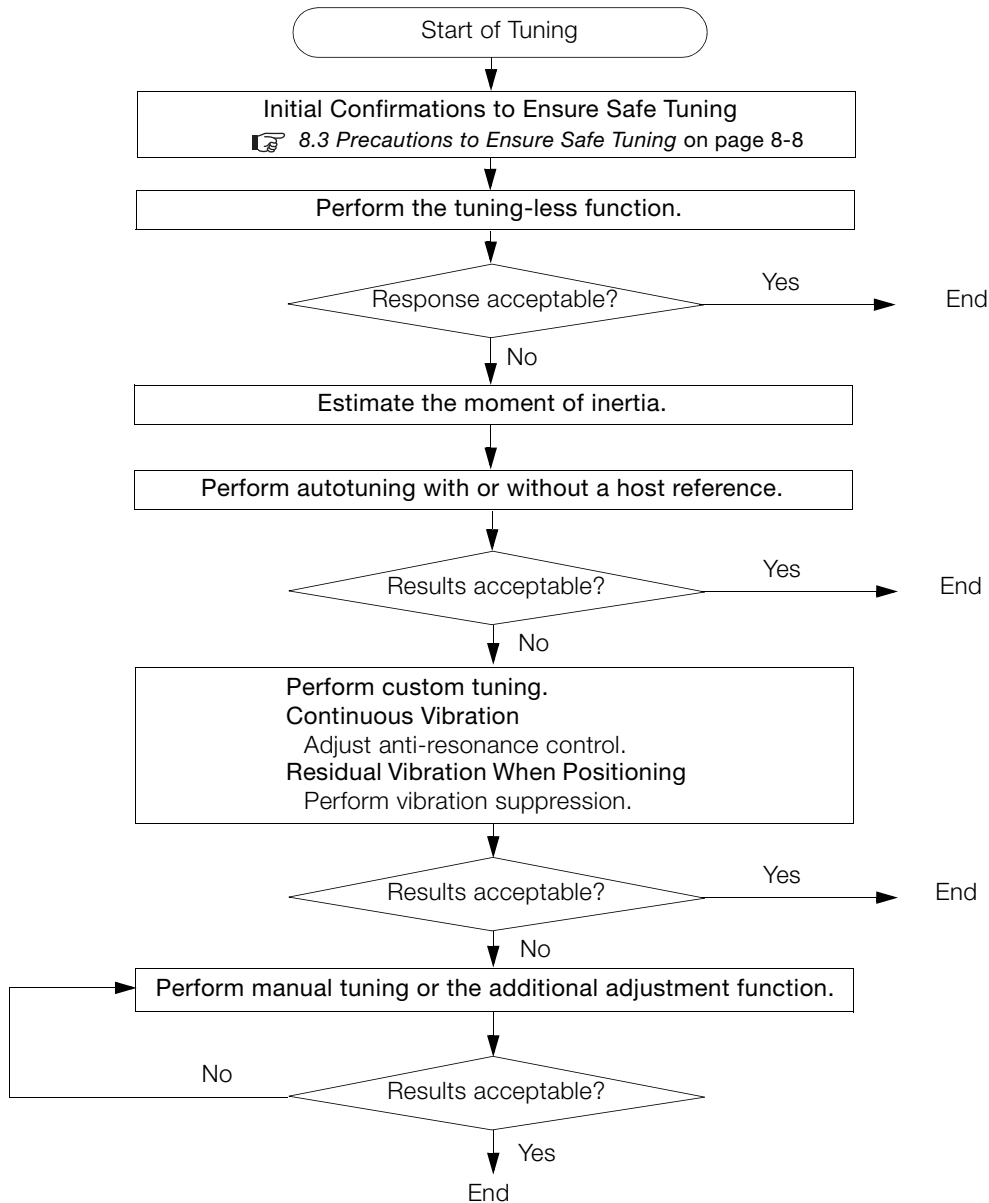 Start of Tuning
Initial Confirmations to Ensure Safe Tuning
8.3 Precautions to Ensure Safe Tuning on page 8-8
Perform the tuning-less function.
Response acceptable?
Yes
End
No
Estimate the moment of inertia.
Perform autotuning with or without a host reference.
Results acceptable?
Yes
End
No
Perform custom tuning.
Continuous Vibration
Adjust anti-resonance control.
Residual Vibration When Positioning
Perform vibration suppression.
Results acceptable?
Yes
End
No
Perform manual tuning or the additional adjustment function.
No
Results acceptable?
Yes
End